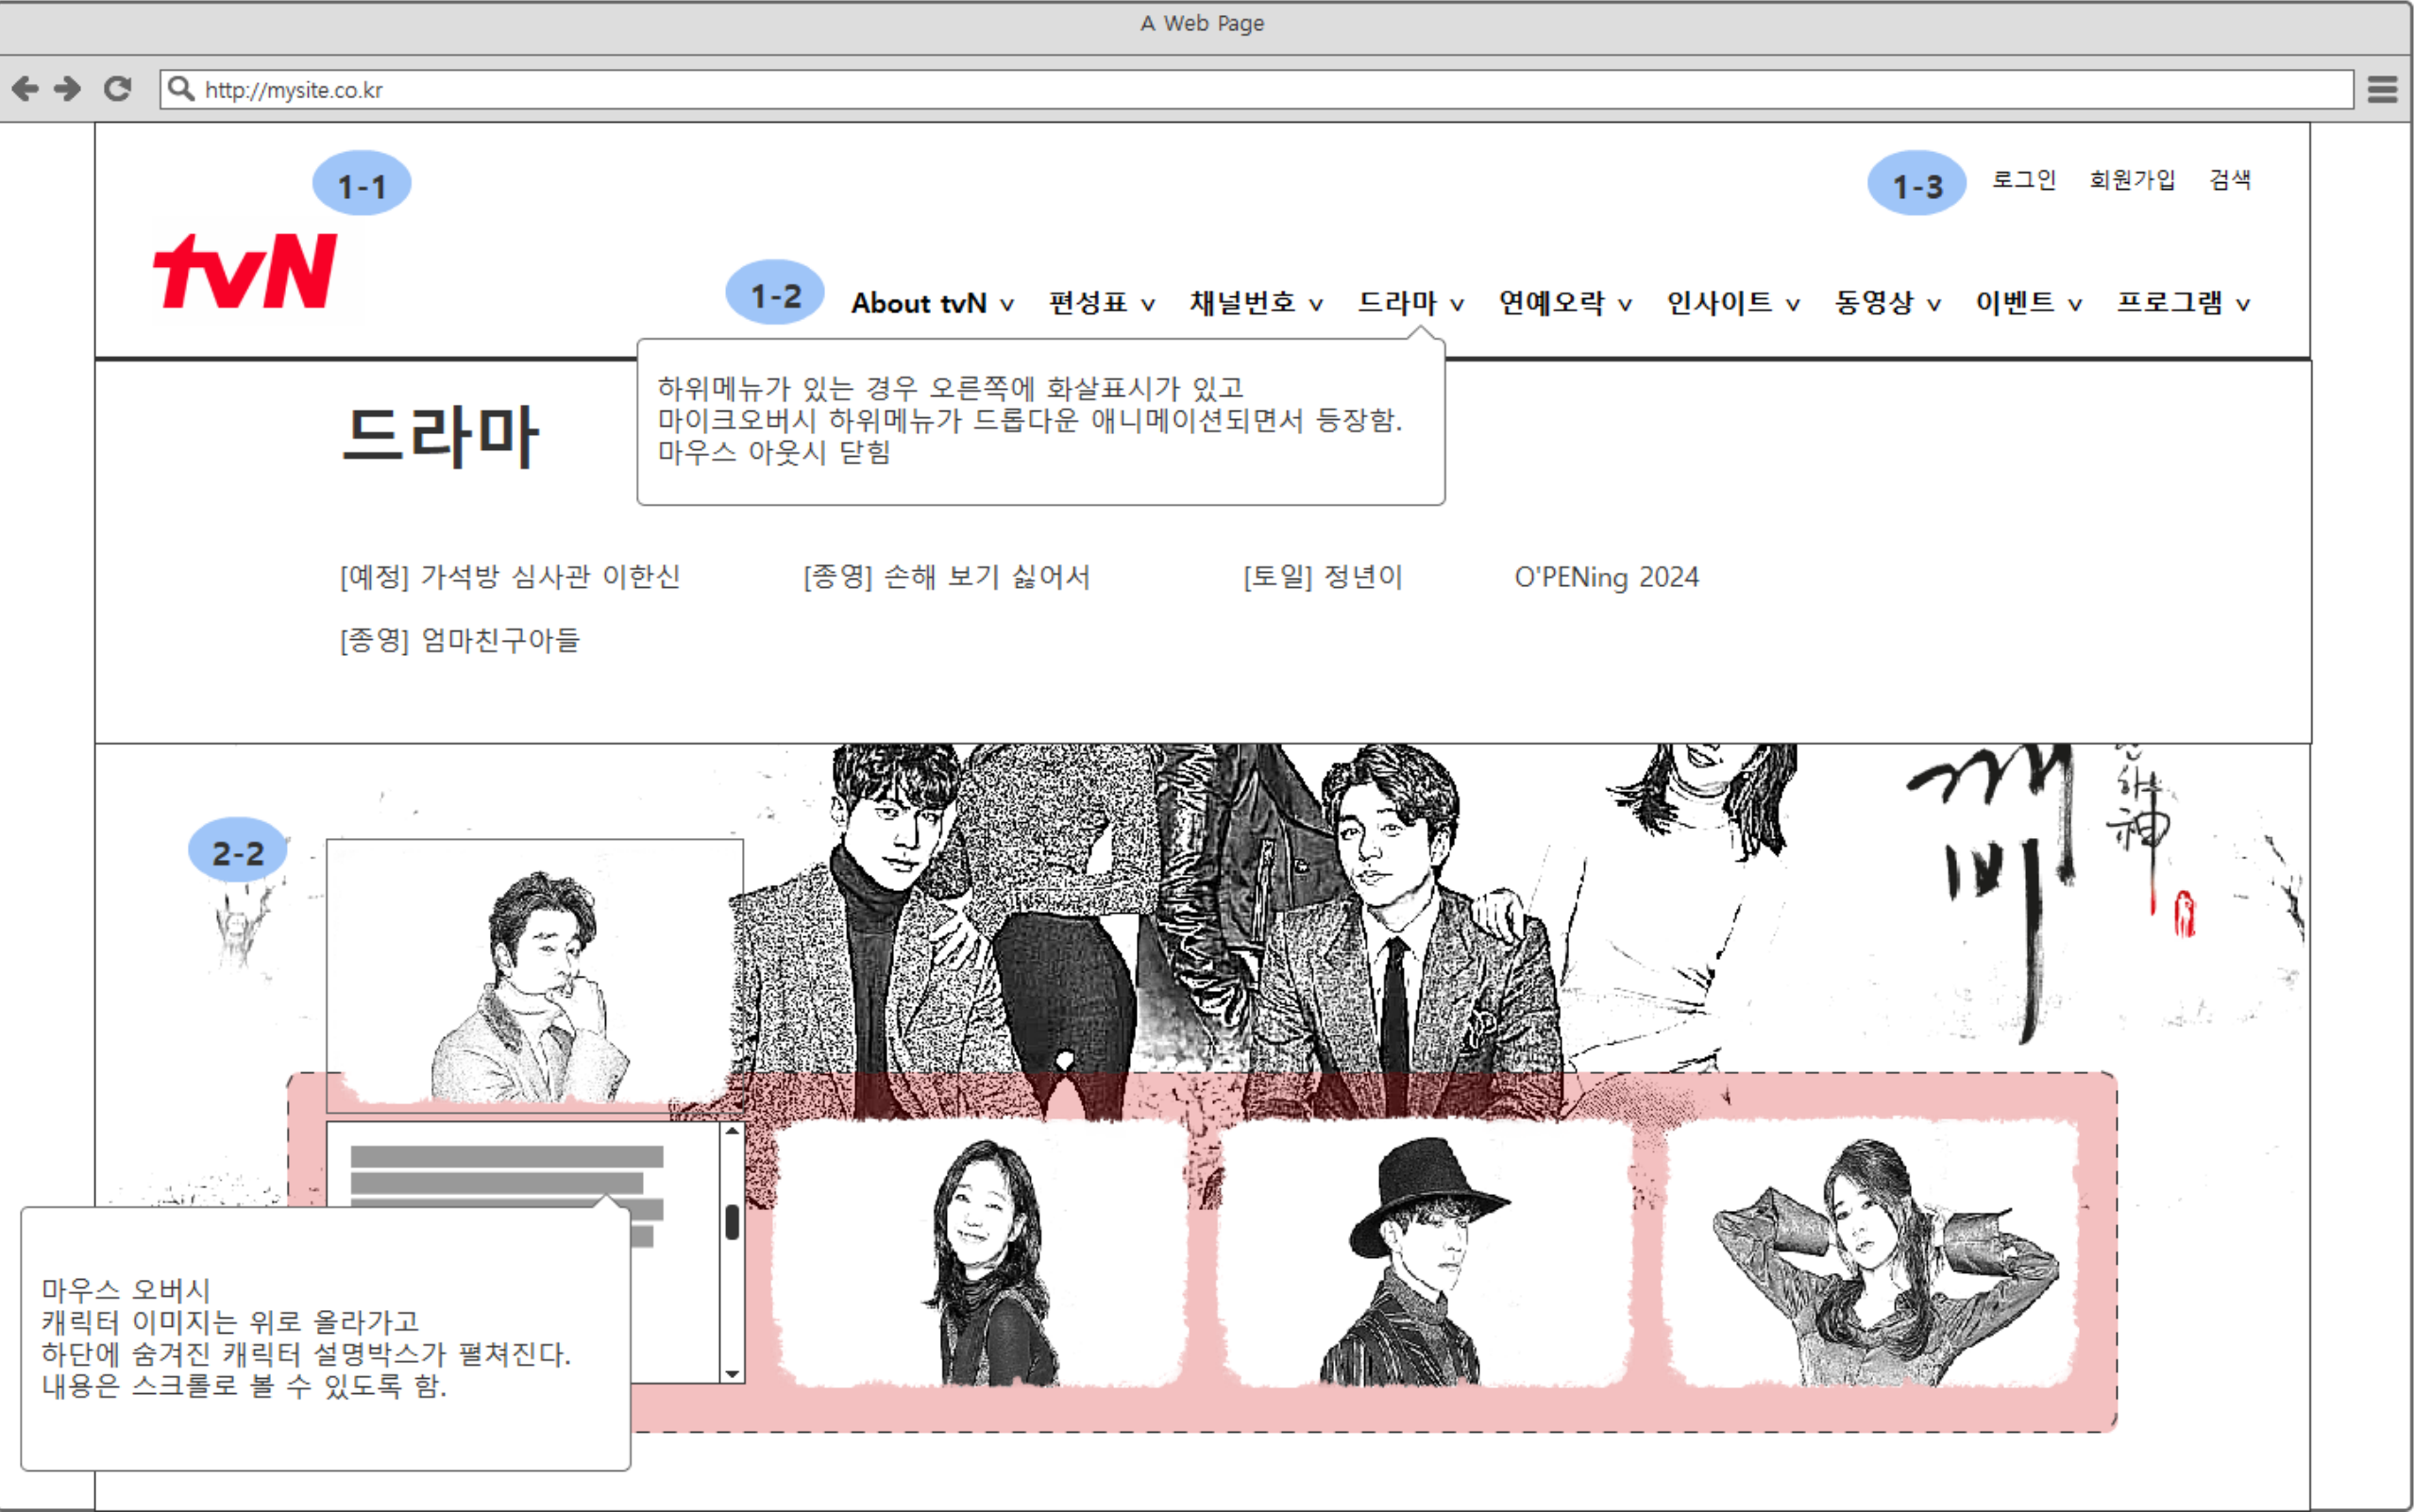 A Web Page
http://mysite.co.kr
1-1
1-3 로그인 회원가입 검색
tvN
1-2 About tvN v 편성표 v 채널번호 v 드라마 v 연예오락 v 인사이트 v 동영상 v 이벤트 v 프로그램 v
하위메뉴가 있는 경우 오른쪽에 화살표시가 있고
마이크오버시 하위메뉴가 드롭다운 애니메이션되면서 등장함.
마우스 아웃시 닫힘
드라마
[예정] 가석방 심사관 이한신 [종영] 손해 보기 싫어서 [토일] 정년이 O'PENing 2024
[종영] 엄마친구아들
2-2
깨비
하는
神
마우스 오버시
캐릭터 이미지는 위로 올라가고
하단에 숨겨진 캐릭터 설명박스가 펼쳐진다.
내용은 스크롤로 볼 수 있도록 함.